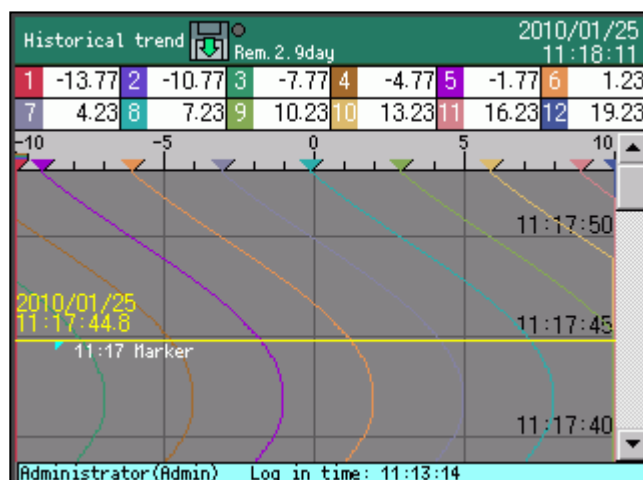 Historical trend Rem.2.9day 2010/01/25
11:18:11
1 -13.77 2 -10.77 3 -7.77 4 -4.77 5 -1.77 6 1.23
7 4.23 8 7.23 9 10.23 10 13.23 11 16.23 12 19.23
-10 -5 0 5 10
11:17:50
2010/01/25
11:17:44.8
11:17:45
11:17 Marker
11:17:40
Administrator(Admin) Log in time: 11:13:14